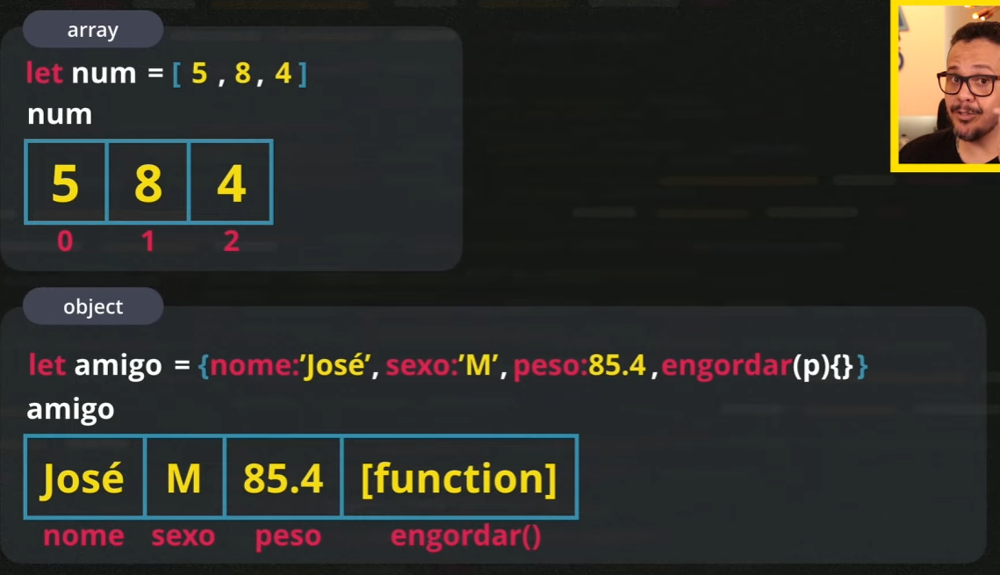 array
let num = [ 5 , 8 , 4 ]
num
5 8 4
0 1 2
object
let amigo = {nome:’José’, sexo:’M’, peso:85.4 ,engordar(p){} }
amigo
José M 85.4 [function]
nome sexo peso engordar()